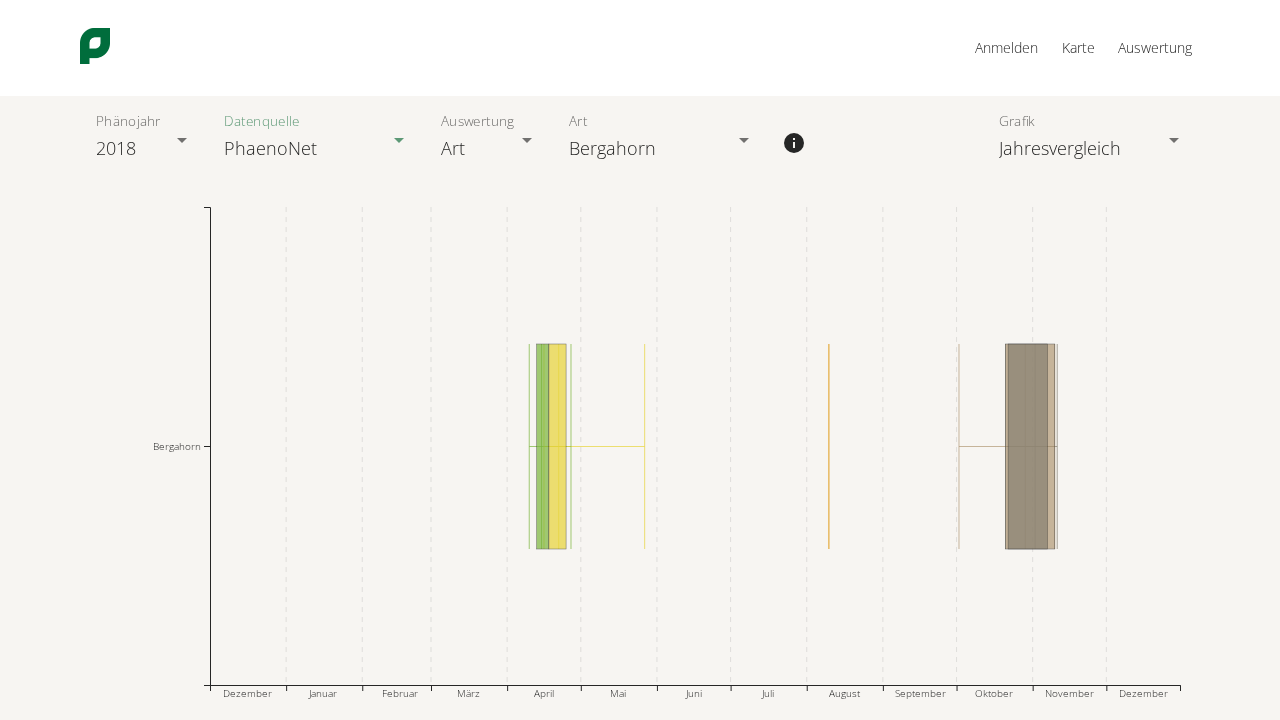 Anmelden Karte Auswertung
Phänojahr Datenquelle Auswertung Art Grafik
2018 PhaenoNet Art Bergahorn Jahresvergleich
Bergahorn
Dezember Januar Februar März April Mai Juni Juli August September Oktober November Dezember